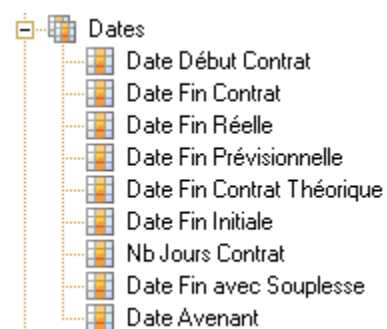 Dates
Date Début Contrat
Date Fin Contrat
Date Fin Réelle
Date Fin Prévisionnelle
Date Fin Contrat Théorique
Date Fin Initiale
Nb Jours Contrat
Date Fin avec Souplesse
Date Avenant